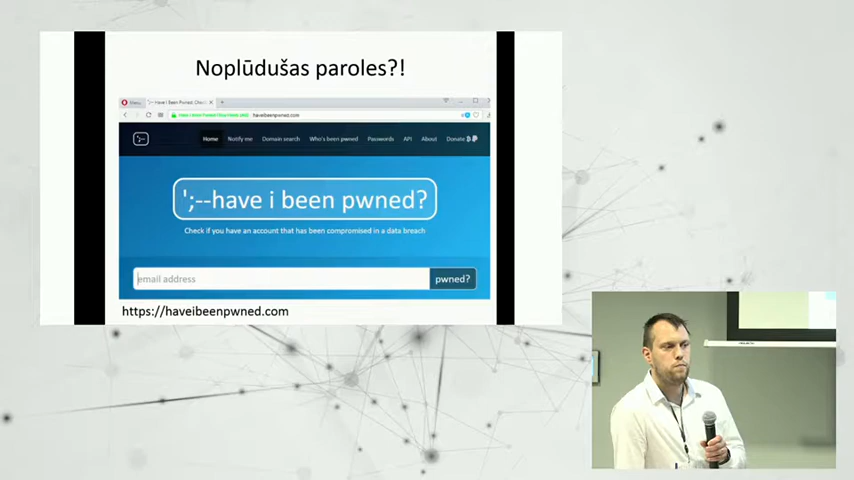 Noplūdušas paroles?!
haveibeenpwned.com
Home Notify me Domain search Who's been pwned Passwords API About Donate
';--have i been pwned?
Check if you have an account that has been compromised in a data breach
email address
pwned?
https://haveibeenpwned.com